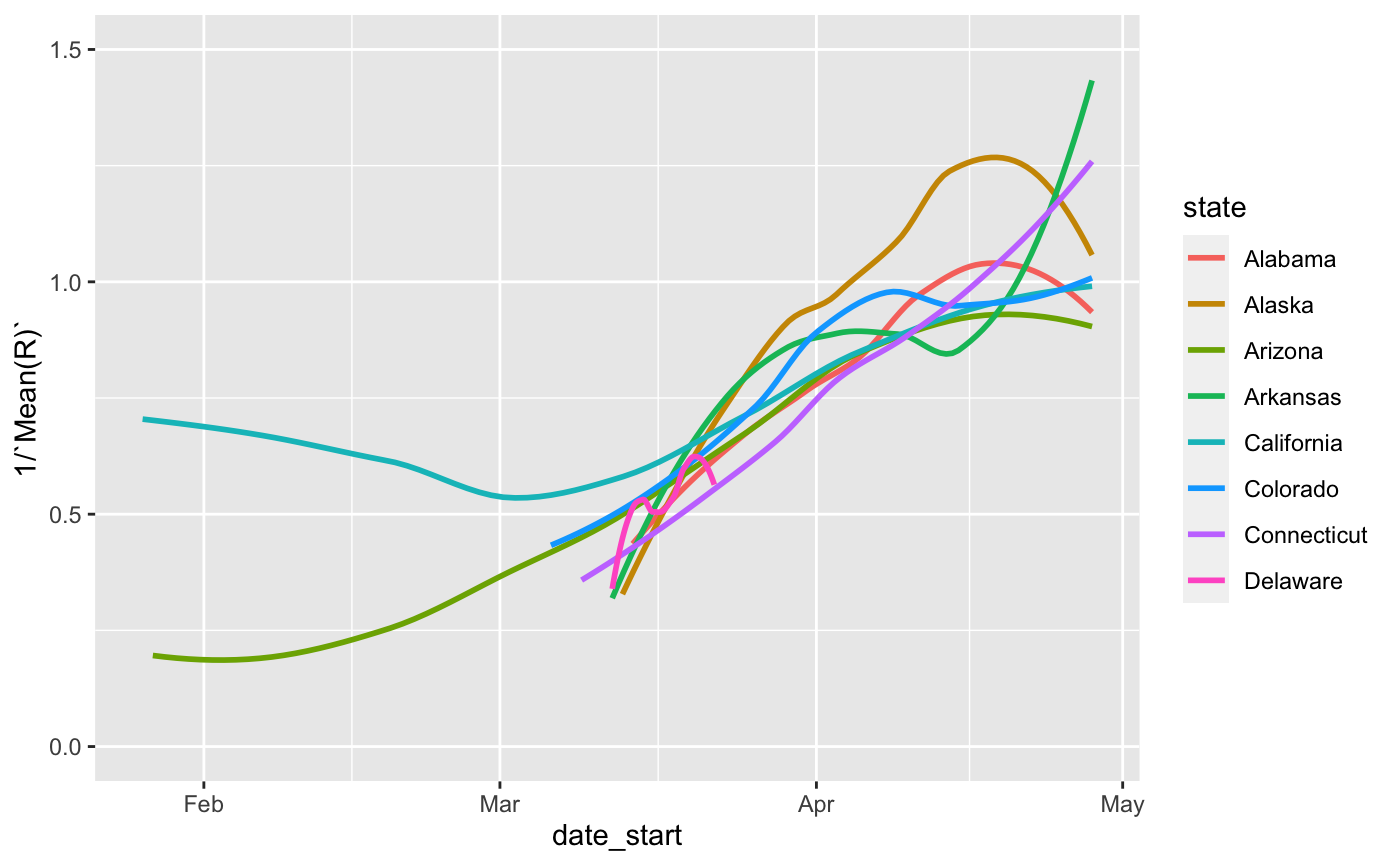 1.5
1.0
0.5
0.0
1/`Mean(R)`
Feb Mar Apr May
date_start
state
Alabama
Alaska
Arizona
Arkansas
California
Colorado
Connecticut
Delaware